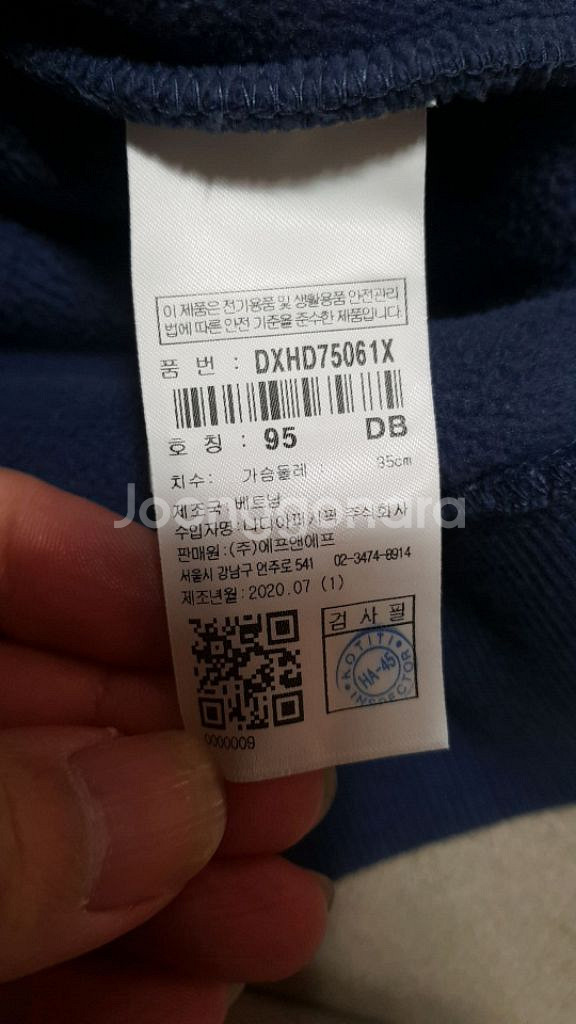 이 제품은 전기용품 및 생활용품 안전관리
법에 따른 안전 기준을 준수한 제품입니다.
품 번 : DXHD75061X
호 칭 : 95 DB
치수: 가슴둘레 : 95cm
제조국: 베트남
Joonggonara
수입자명:
판매원: (주)에프앤에프
서울시 강남구 언주로 541 02-3474-8914
제조년월: 2020.07 (1)
검 사 필
KOTITI
HA-45
INSPECTOR
0000009